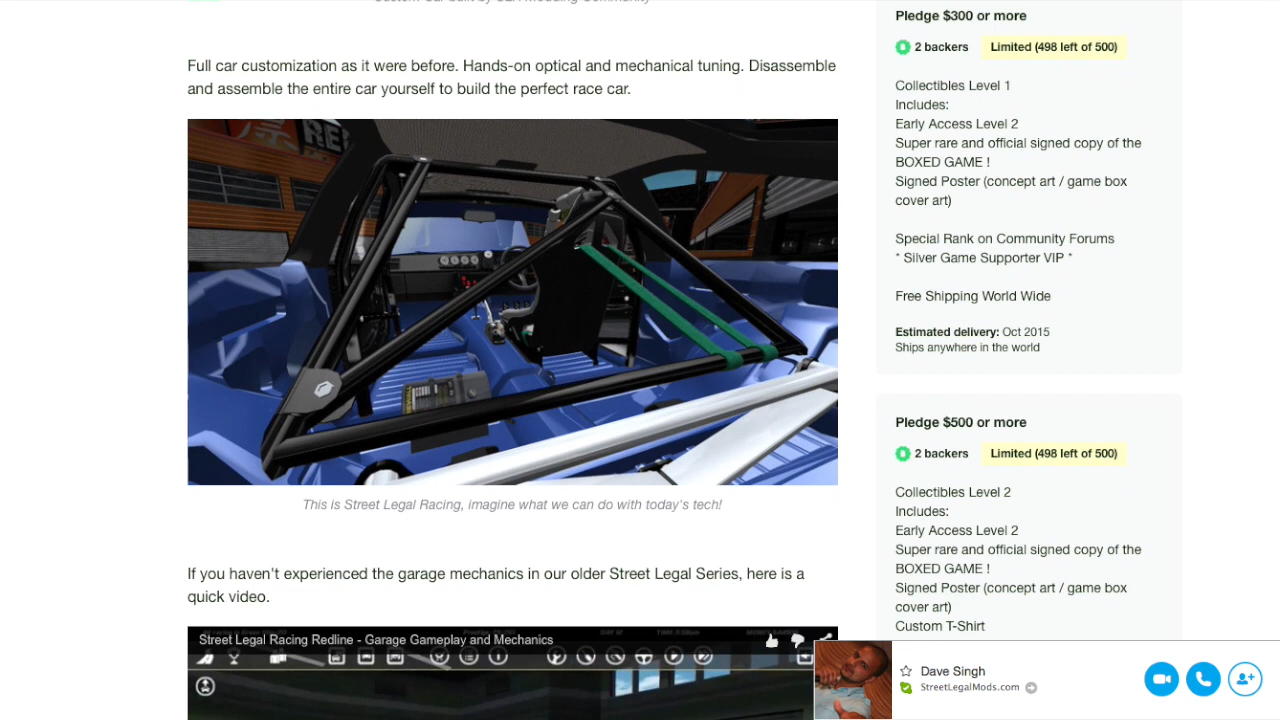 Custom Car built by SLR Modding Community
Full car customization as it were before. Hands-on optical and mechanical tuning. Disassemble
and assemble the entire car yourself to build the perfect race car.
RE
This is Street Legal Racing, imagine what we can do with today's tech!
If you haven't experienced the garage mechanics in our older Street Legal Series, here is a
quick video.
Street Legal Racing Redline - Garage Gameplay and Mechanics
Pledge $300 or more
2 backers
Limited (498 left of 500)
Collectibles Level 1
Includes:
Early Access Level 2
Super rare and official signed copy of the
BOXED GAME !
Signed Poster (concept art / game box
cover art)
Special Rank on Community Forums
* Silver Game Supporter VIP *
Free Shipping World Wide
Estimated delivery: Oct 2015
Ships anywhere in the world
Pledge $500 or more
2 backers
Limited (498 left of 500)
Collectibles Level 2
Includes:
Early Access Level 2
Super rare and official signed copy of the
BOXED GAME !
Signed Poster (concept art / game box
cover art)
Custom T-Shirt
Dave Singh
StreetLegalMods.com